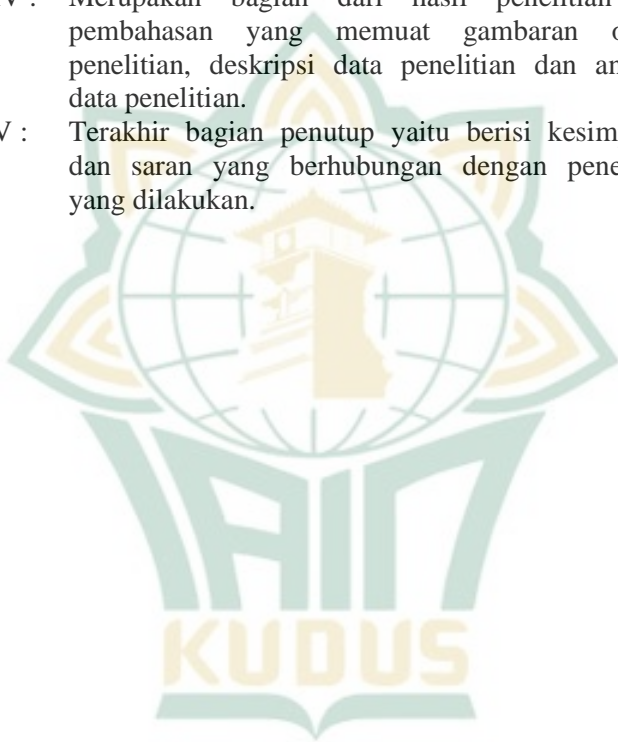 IV : Merupakan bagian dari hasil penelitian
pembahasan yang memuat gambaran
penelitian, deskripsi data penelitian dan
data penelitian.
V : Terakhir bagian penutup yaitu berisi
dan saran yang berhubungan dengan
yang dilakukan.
IAIN
KUDUS